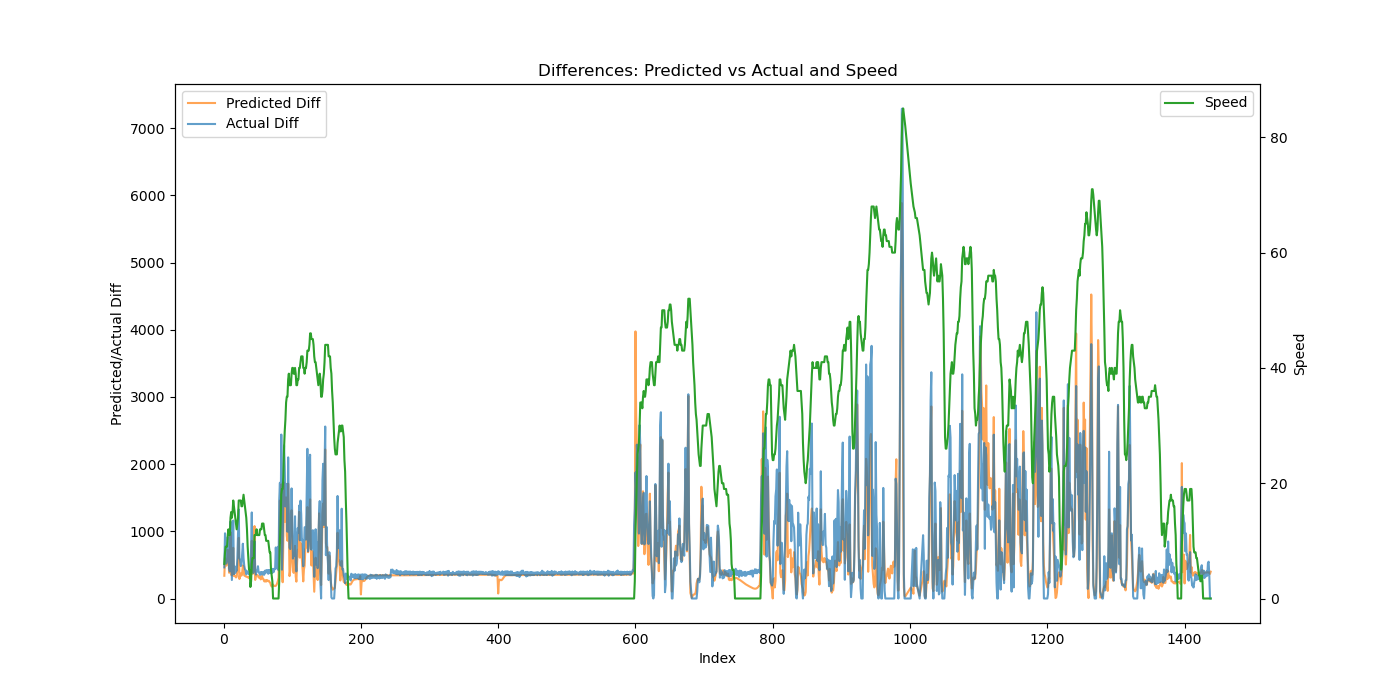 Differences: Predicted vs Actual and Speed
Predicted Diff
Actual Diff
Speed
7000
6000
5000
4000
3000
2000
1000
0
Predicted/Actual Diff
80
60
40
20
0
Speed
0 200 400 600 800 1000 1200 1400
Index